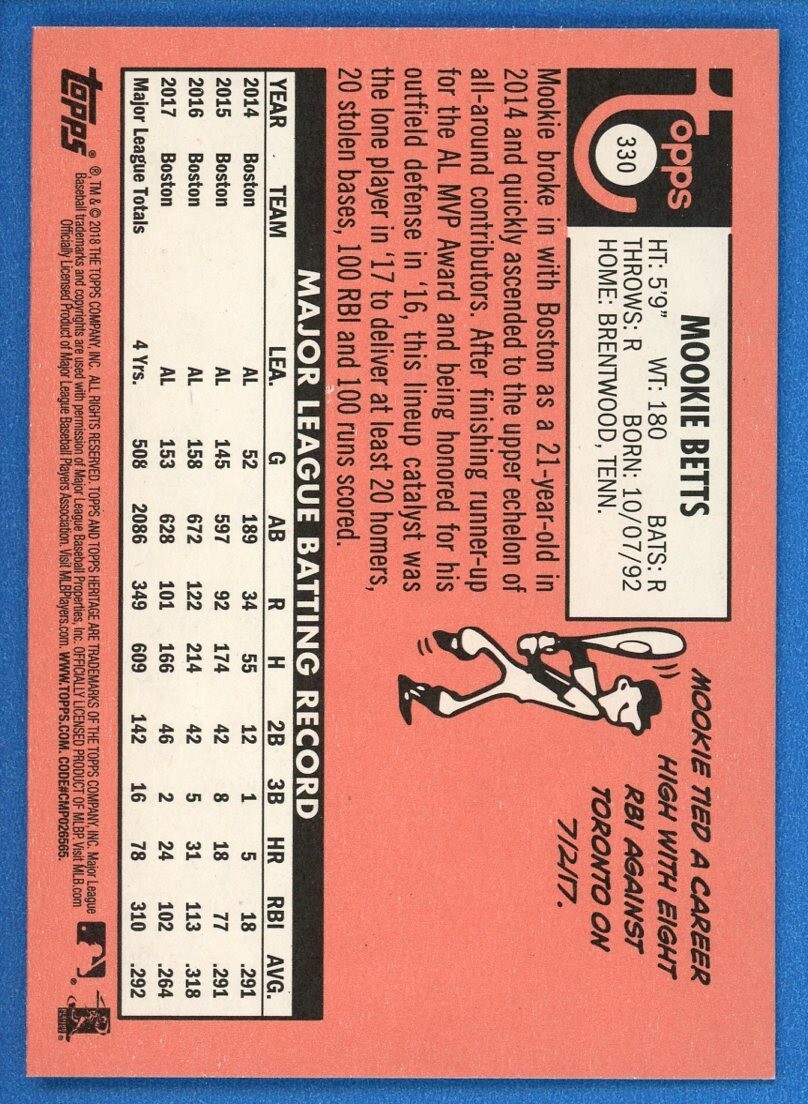 Topps
330
MOOKIE BETTS
HT: 5'9" WT: 180 BATS: R
THROWS: R BORN: 10/07/92
HOME: BRENTWOOD, TENN.
MOOKIE TIED A CAREER
HIGH WITH EIGHT
RBI AGAINST
TORONTO ON
7/2/17.
Mookie broke in with Boston as a 21-year-old in
2014 and quickly ascended to the upper echelon of
all-around contributors. After finishing runner-up
for the AL MVP Award and being honored for his
outfield defense in '16, this lineup catalyst was
the lone player in '17 to deliver at least 20 homers,
20 stolen bases, 100 RBI and 100 runs scored.
MAJOR LEAGUE BATTING RECORD
YEAR TEAM LEA. G AB R H 2B 3B HR RBI AVG.
2014 Boston AL 52 189 34 55 12 1 5 18 .291
2015 Boston AL 145 597 92 174 42 8 18 77 .291
2016 Boston AL 158 672 122 214 42 5 31 113 .318
2017 Boston AL 153 628 101 166 46 2 24 102 .264
Major League Totals 4 Yrs. 508 2086 349 609 142 16 78 310 .292
Topps
®, TM & © 2018 THE TOPPS COMPANY, INC. ALL RIGHTS RESERVED. TOPPS AND TOPPS HERITAGE ARE TRADEMARKS OF THE TOPPS COMPANY, INC. Major League
Baseball trademarks and copyrights are used with permission of Major League Baseball Properties, Inc. OFFICIALLY LICENSED PRODUCT OF MLBP. Visit MLB.com
Officially Licensed Product of Major League Baseball Players Association. Visit MLBPlayers.com. WWW.TOPPS.COM. CODE#CMP026565.